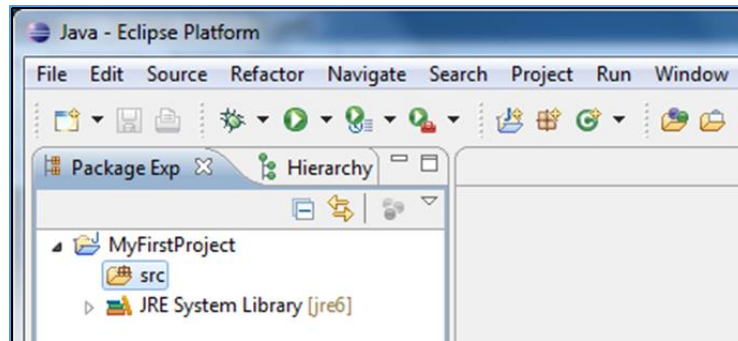 Java - Eclipse Platform
File Edit Source Refactor Navigate Search Project Run Window
Package Exp Hierarchy
MyFirstProject
src
JRE System Library [jre6]